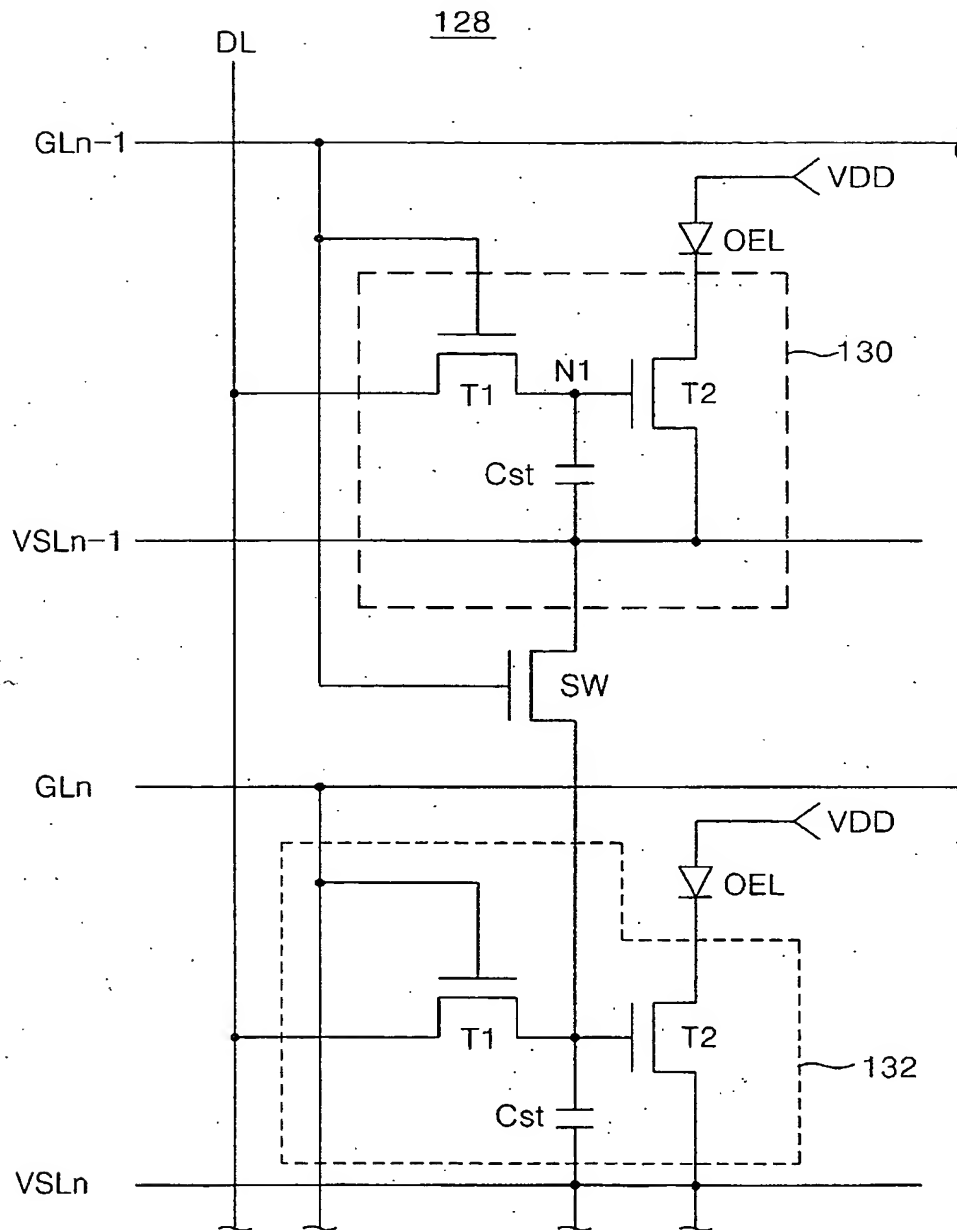 128
DL
GLn-1
VDD
OEL
130
N1
T1
T2
Cst
VSLn-1
SW
GLn
VDD
OEL
T1
T2
132
Cst
VSLn